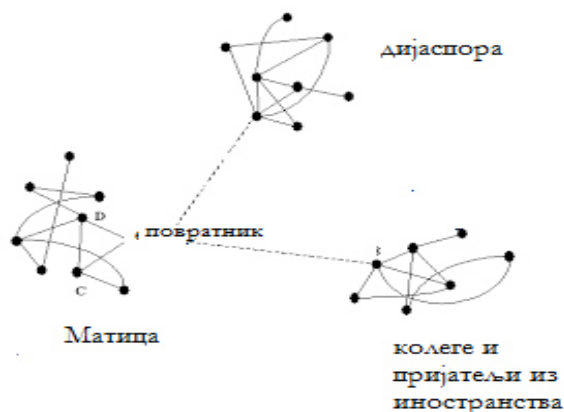 дијаспора
D
повратник
B
C
Матица
колеге и
пријатељи из
иностранства